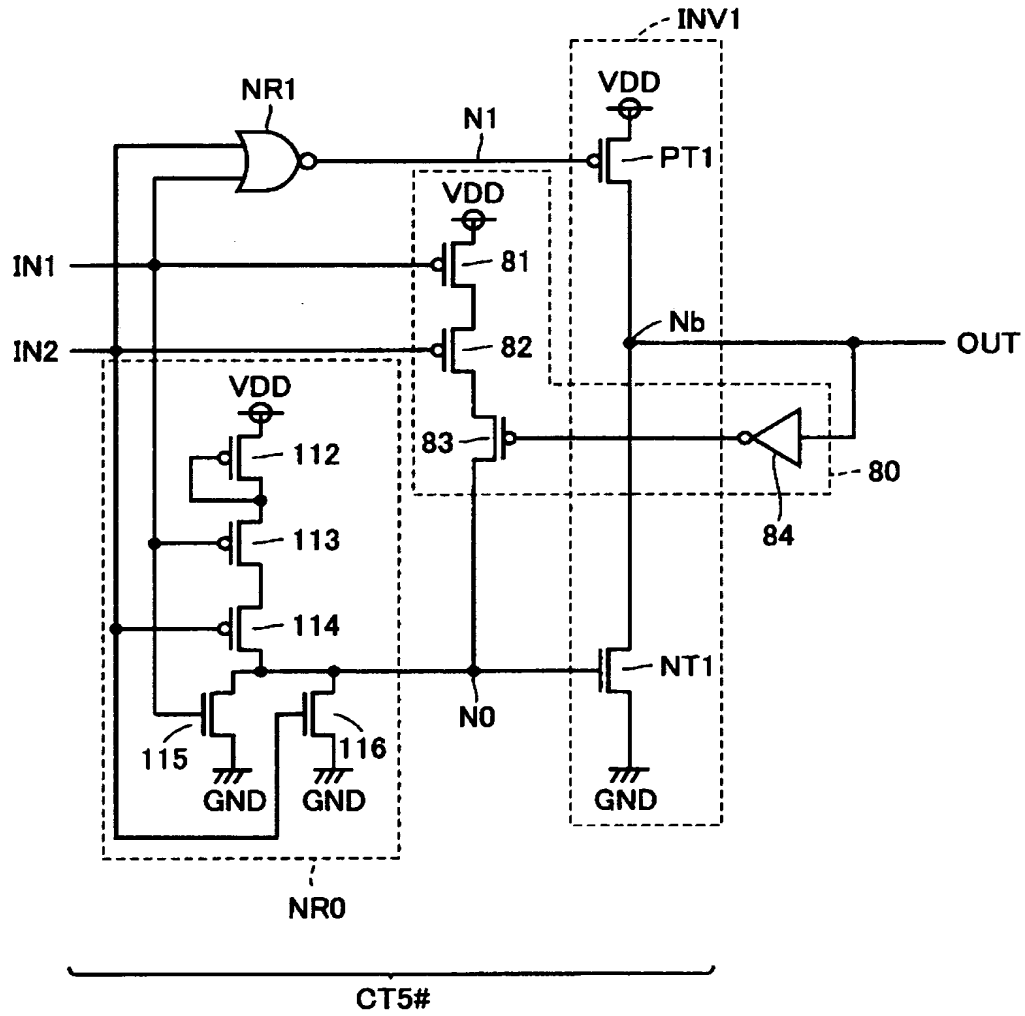 INV1
VDD
NR1
N1
PT1
VDD
IN1
81
Nb
IN2
82
OUT
VDD
83
112
80
84
113
114
NT1
N0
115
116
GND
GND
GND
NR0
CT5#